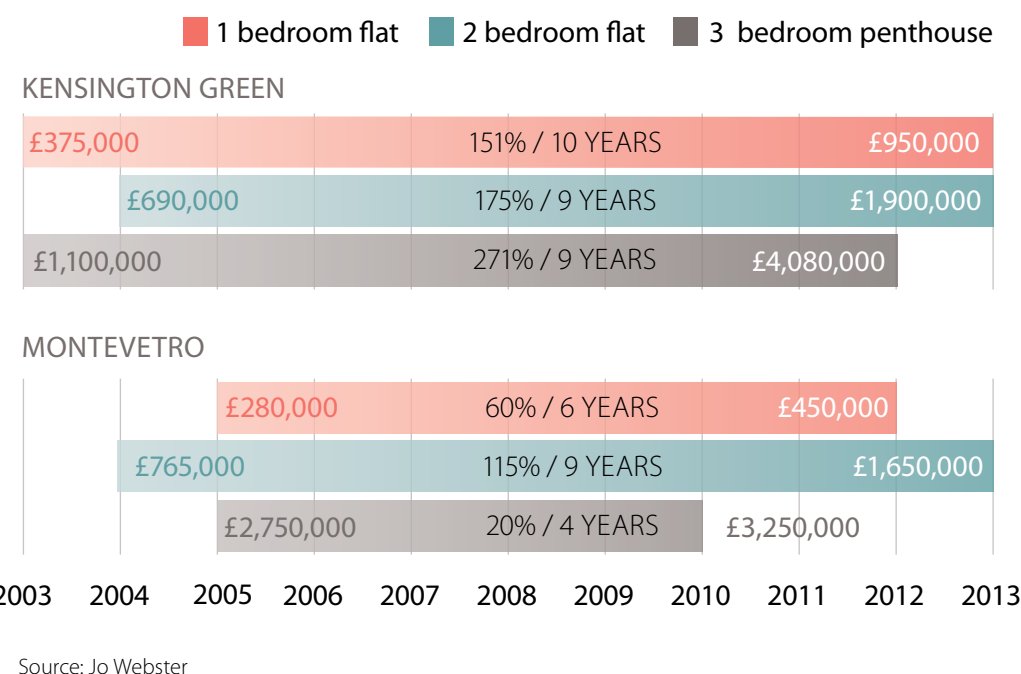 1 bedroom flat 2 bedroom flat 3 bedroom penthouse
KENSINGTON GREEN
£375,000 151% / 10 YEARS £950,000
£690,000 175% / 9 YEARS £1,900,000
£1,100,000 271% / 9 YEARS £4,080,000
MONTEVETRO
£280,000 60% / 6 YEARS £450,000
£765,000 115% / 9 YEARS £1,650,000
£2,750,000 20% / 4 YEARS £3,250,000
2003 2004 2005 2006 2007 2008 2009 2010 2011 2012 2013
Source: Jo Webster